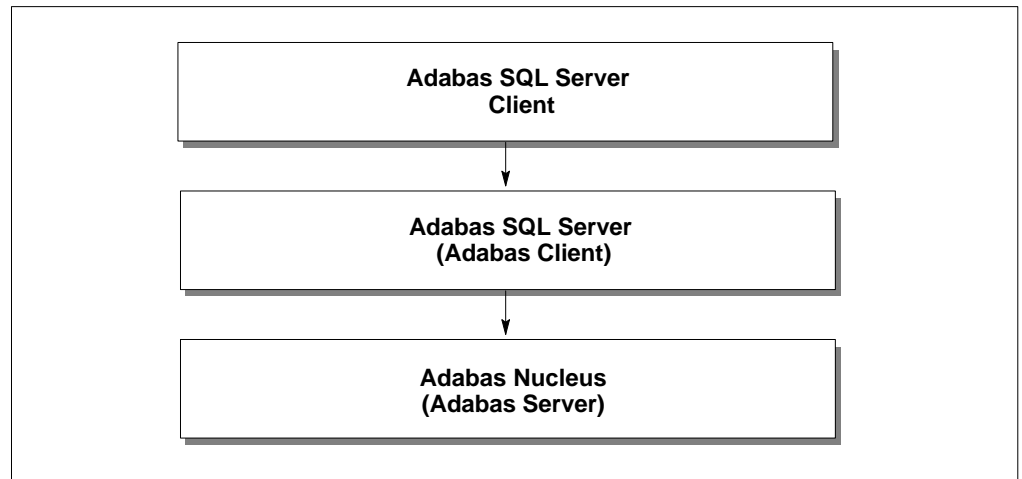 Adabas SQL Server
Client
Adabas SQL Server
(Adabas Client)
Adabas Nucleus
(Adabas Server)